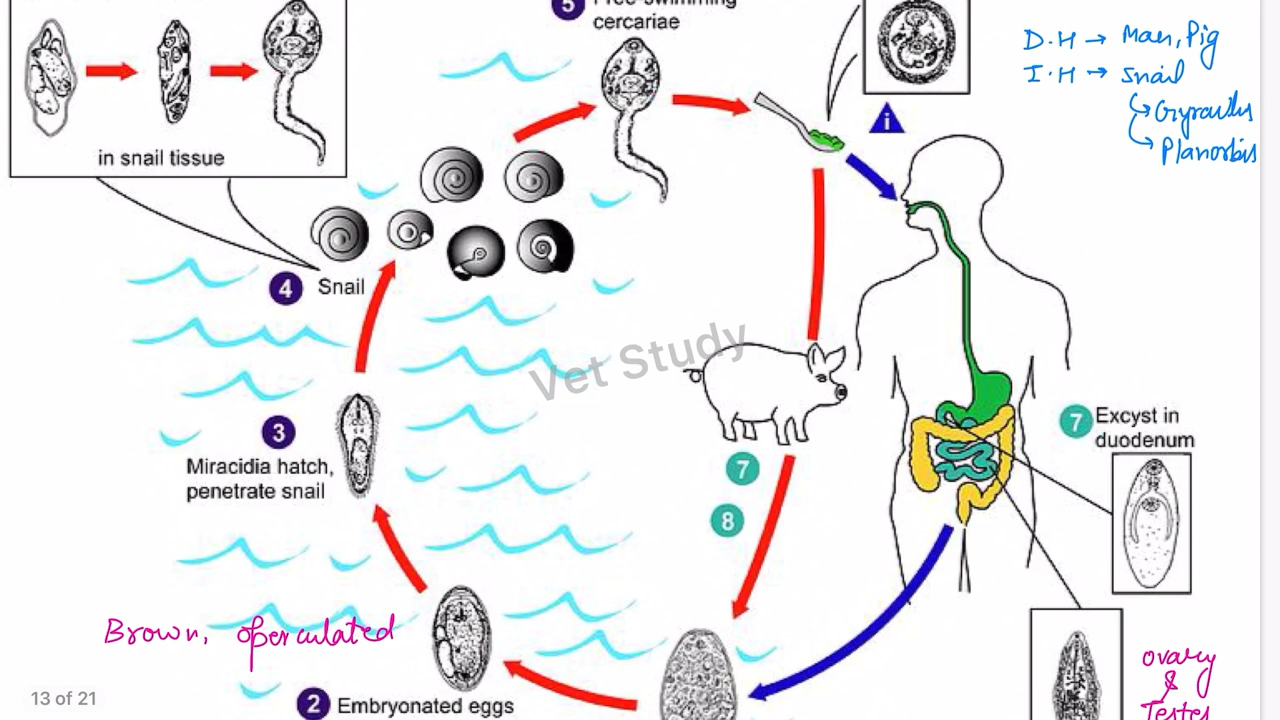 5 Free-swimming
cercariae
in snail tissue
D.H → Man, Pig
I.H → Snail
Gyraulus
Planorbis
i
4 Snail
Vet Study
3
Miracidia hatch,
penetrate snail
7 Excyst in
duodenum
7
8
Brown, operculated
2 Embryonated eggs
13 of 21
ovary
&
Testes